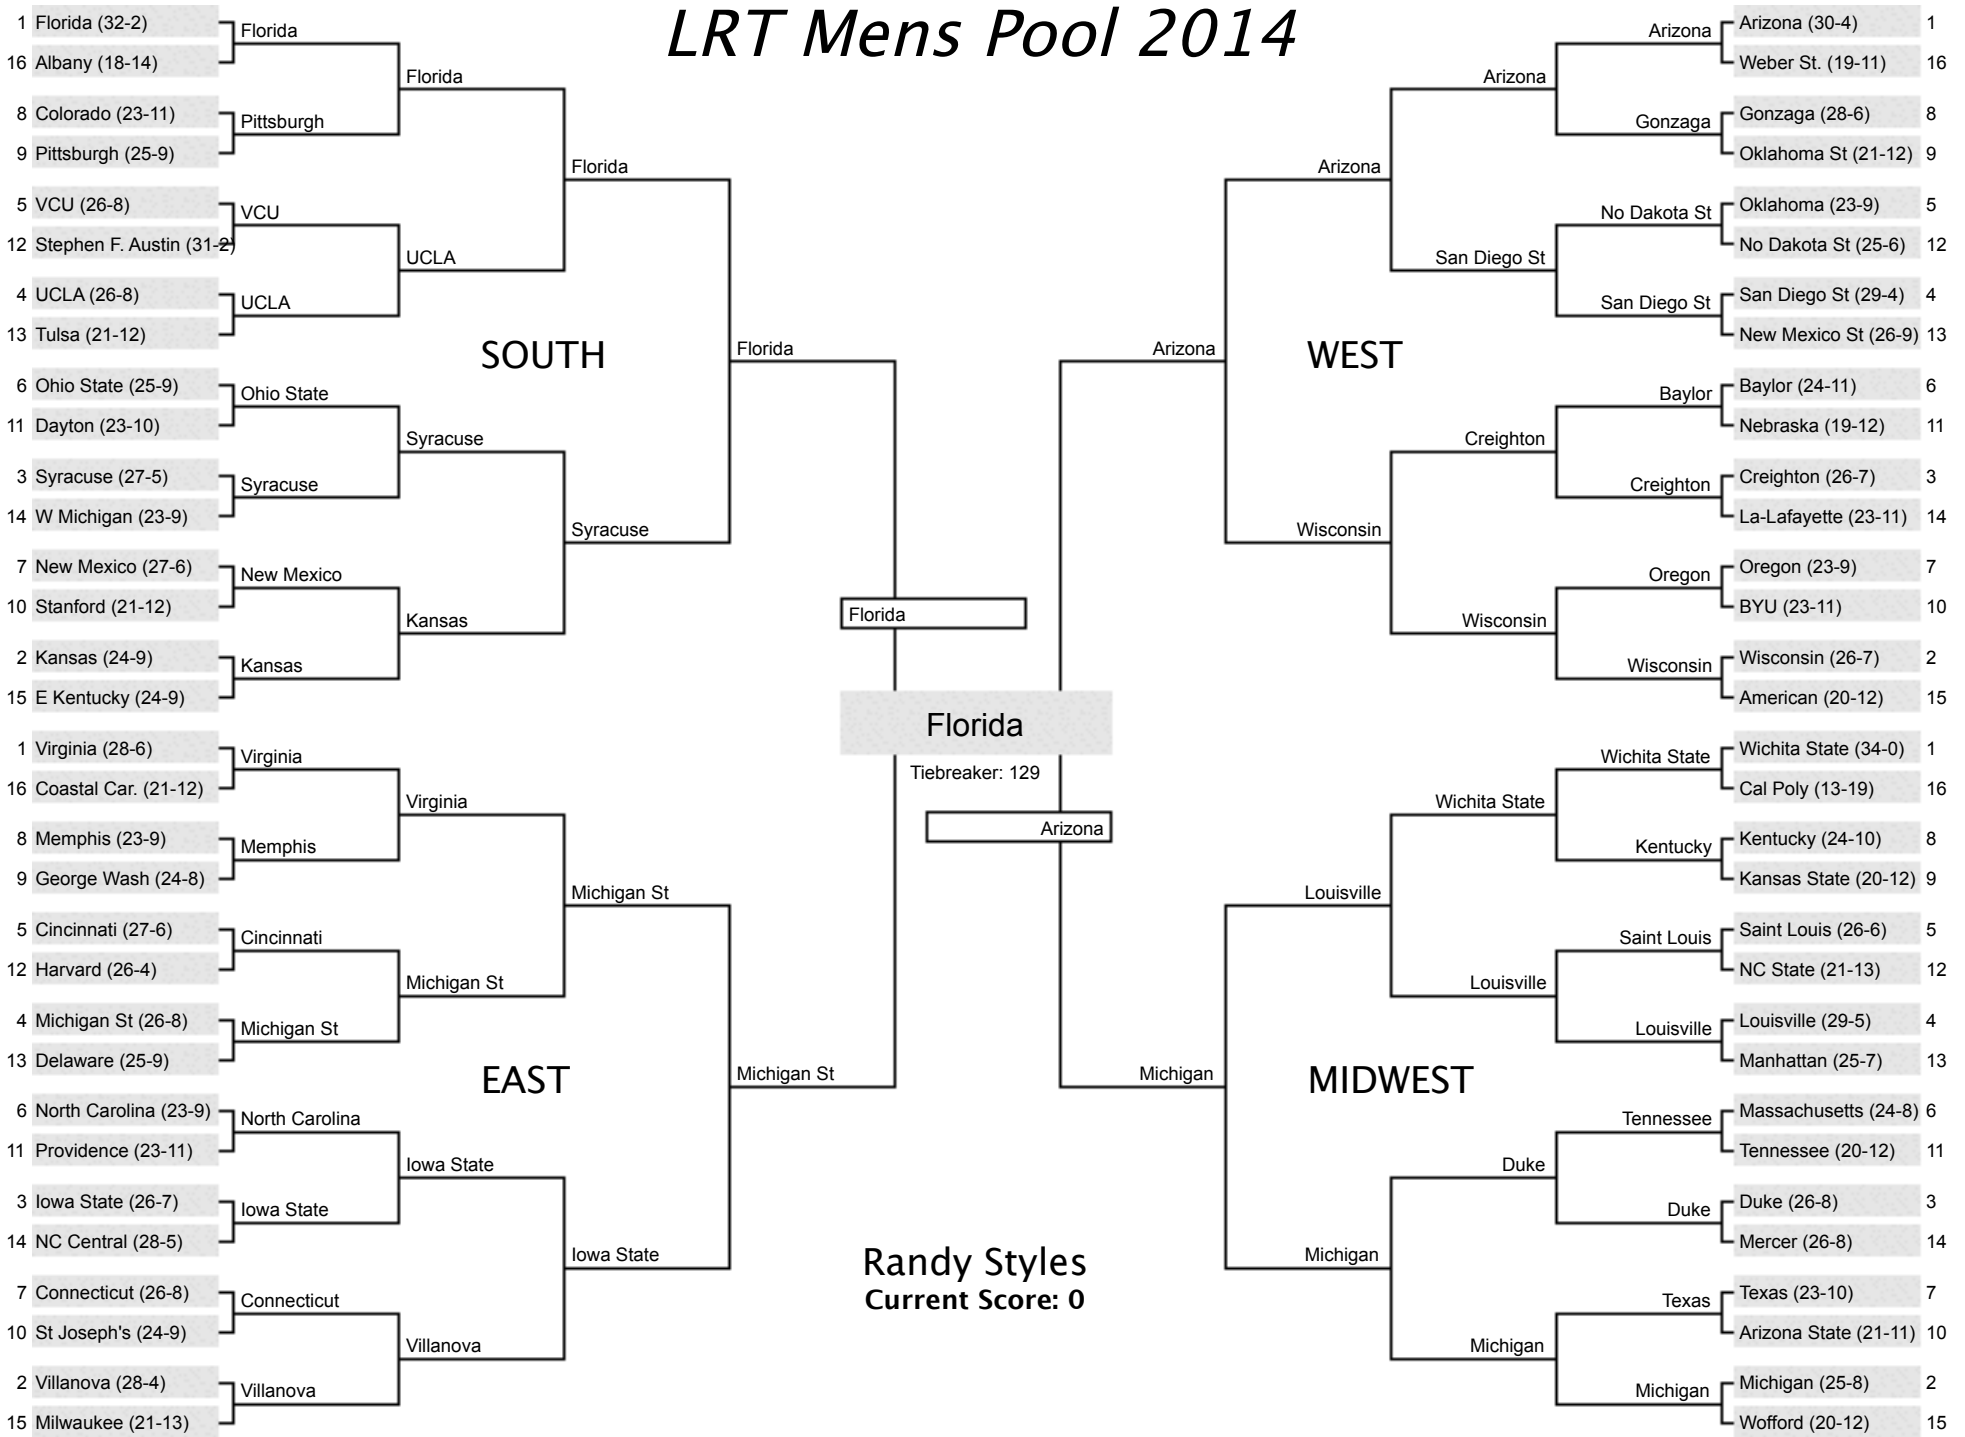 LRT Mens Pool 2014
1 Florida (32-2)
16 Albany (18-14)
8 Colorado (23-11)
9 Pittsburgh (25-9)
5 VCU (26-8)
12 Stephen F. Austin (31-2)
4 UCLA (26-8)
13 Tulsa (21-12)
6 Ohio State (25-9)
11 Dayton (23-10)
3 Syracuse (27-5)
14 W Michigan (23-9)
7 New Mexico (27-6)
10 Stanford (21-12)
2 Kansas (24-9)
15 E Kentucky (24-9)
Florida
Pittsburgh
VCU
UCLA
Ohio State
Syracuse
New Mexico
Kansas
Florida
UCLA
Syracuse
Kansas
Florida
Syracuse
SOUTH
Florida
1 Virginia (28-6)
16 Coastal Car. (21-12)
8 Memphis (23-9)
9 George Wash (24-8)
5 Cincinnati (27-6)
12 Harvard (26-4)
4 Michigan St (26-8)
13 Delaware (25-9)
6 North Carolina (23-9)
11 Providence (23-11)
3 Iowa State (26-7)
14 NC Central (28-5)
7 Connecticut (26-8)
10 St Joseph's (24-9)
2 Villanova (28-4)
15 Milwaukee (21-13)
Virginia
Memphis
Cincinnati
Michigan St
North Carolina
Iowa State
Connecticut
Villanova
Virginia
Michigan St
Iowa State
Villanova
Michigan St
Iowa State
EAST
Michigan St
Florida
Florida
Tiebreaker: 129
Arizona
Randy Styles
Current Score: 0
Arizona
WEST
Arizona
Wisconsin
Arizona
San Diego St
Creighton
Wisconsin
Arizona
Gonzaga
No Dakota St
San Diego St
Baylor
Creighton
Oregon
Wisconsin
Arizona (30-4) 1
Weber St. (19-11) 16
Gonzaga (28-6) 8
Oklahoma St (21-12) 9
Oklahoma (23-9) 5
No Dakota St (25-6) 12
San Diego St (29-4) 4
New Mexico St (26-9) 13
Baylor (24-11) 6
Nebraska (19-12) 11
Creighton (26-7) 3
La-Lafayette (23-11) 14
Oregon (23-9) 7
BYU (23-11) 10
Wisconsin (26-7) 2
American (20-12) 15
Michigan
MIDWEST
Louisville
Michigan
Wichita State
Louisville
Duke
Michigan
Wichita State
Kentucky
Saint Louis
Louisville
Tennessee
Duke
Texas
Michigan
Wichita State (34-0) 1
Cal Poly (13-19) 16
Kentucky (24-10) 8
Kansas State (20-12) 9
Saint Louis (26-6) 5
NC State (21-13) 12
Louisville (29-5) 4
Manhattan (25-7) 13
Massachusetts (24-8) 6
Tennessee (20-12) 11
Duke (26-8) 3
Mercer (26-8) 14
Texas (23-10) 7
Arizona State (21-11) 10
Michigan (25-8) 2
Wofford (20-12) 15